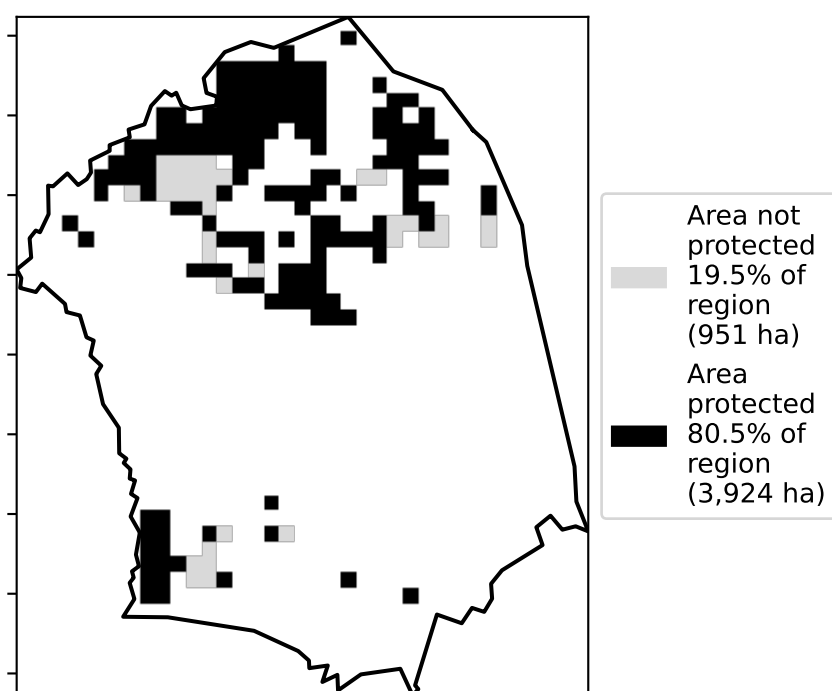 Area not
protected
19.5% of
region
(951 ha)
Area
protected
80.5% of
region
(3,924 ha)